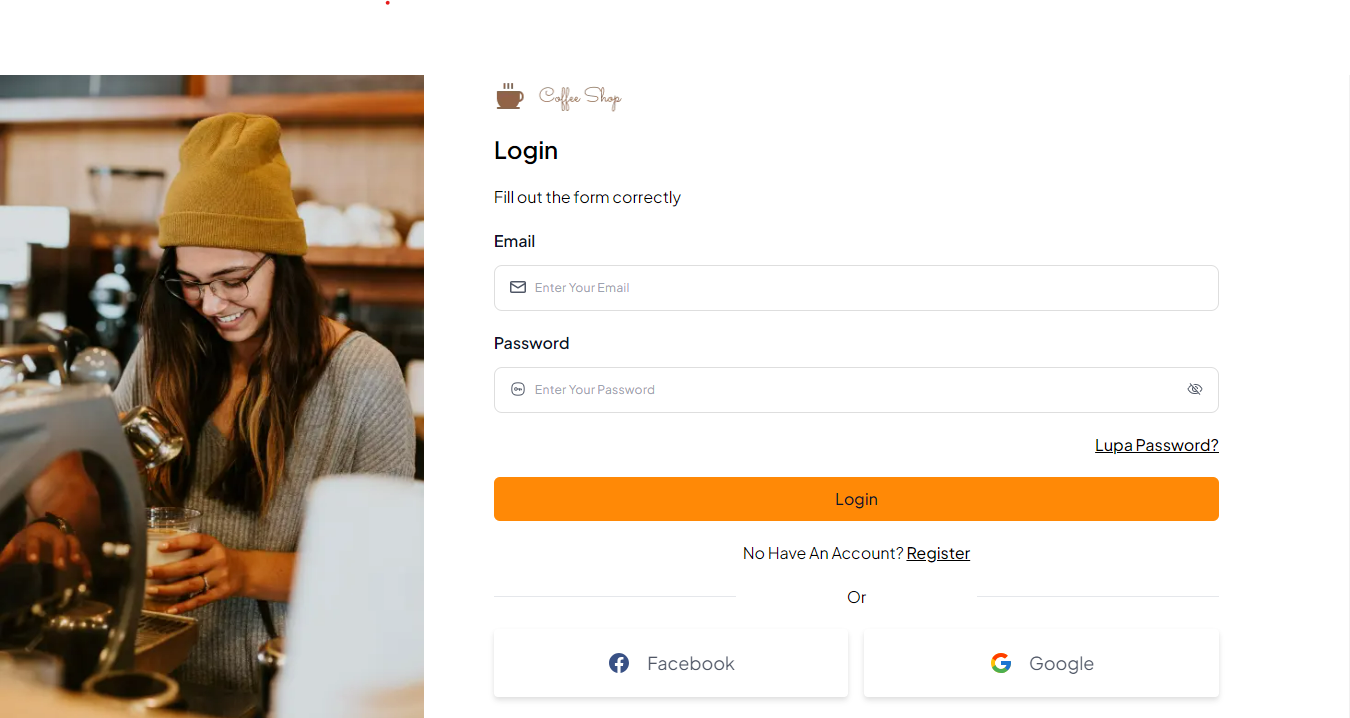 Coffee Shop
Login
Fill out the form correctly
Email
Enter Your Email
Password
Enter Your Password
Lupa Password?
Login
No Have An Account? Register
Or
Facebook
Google